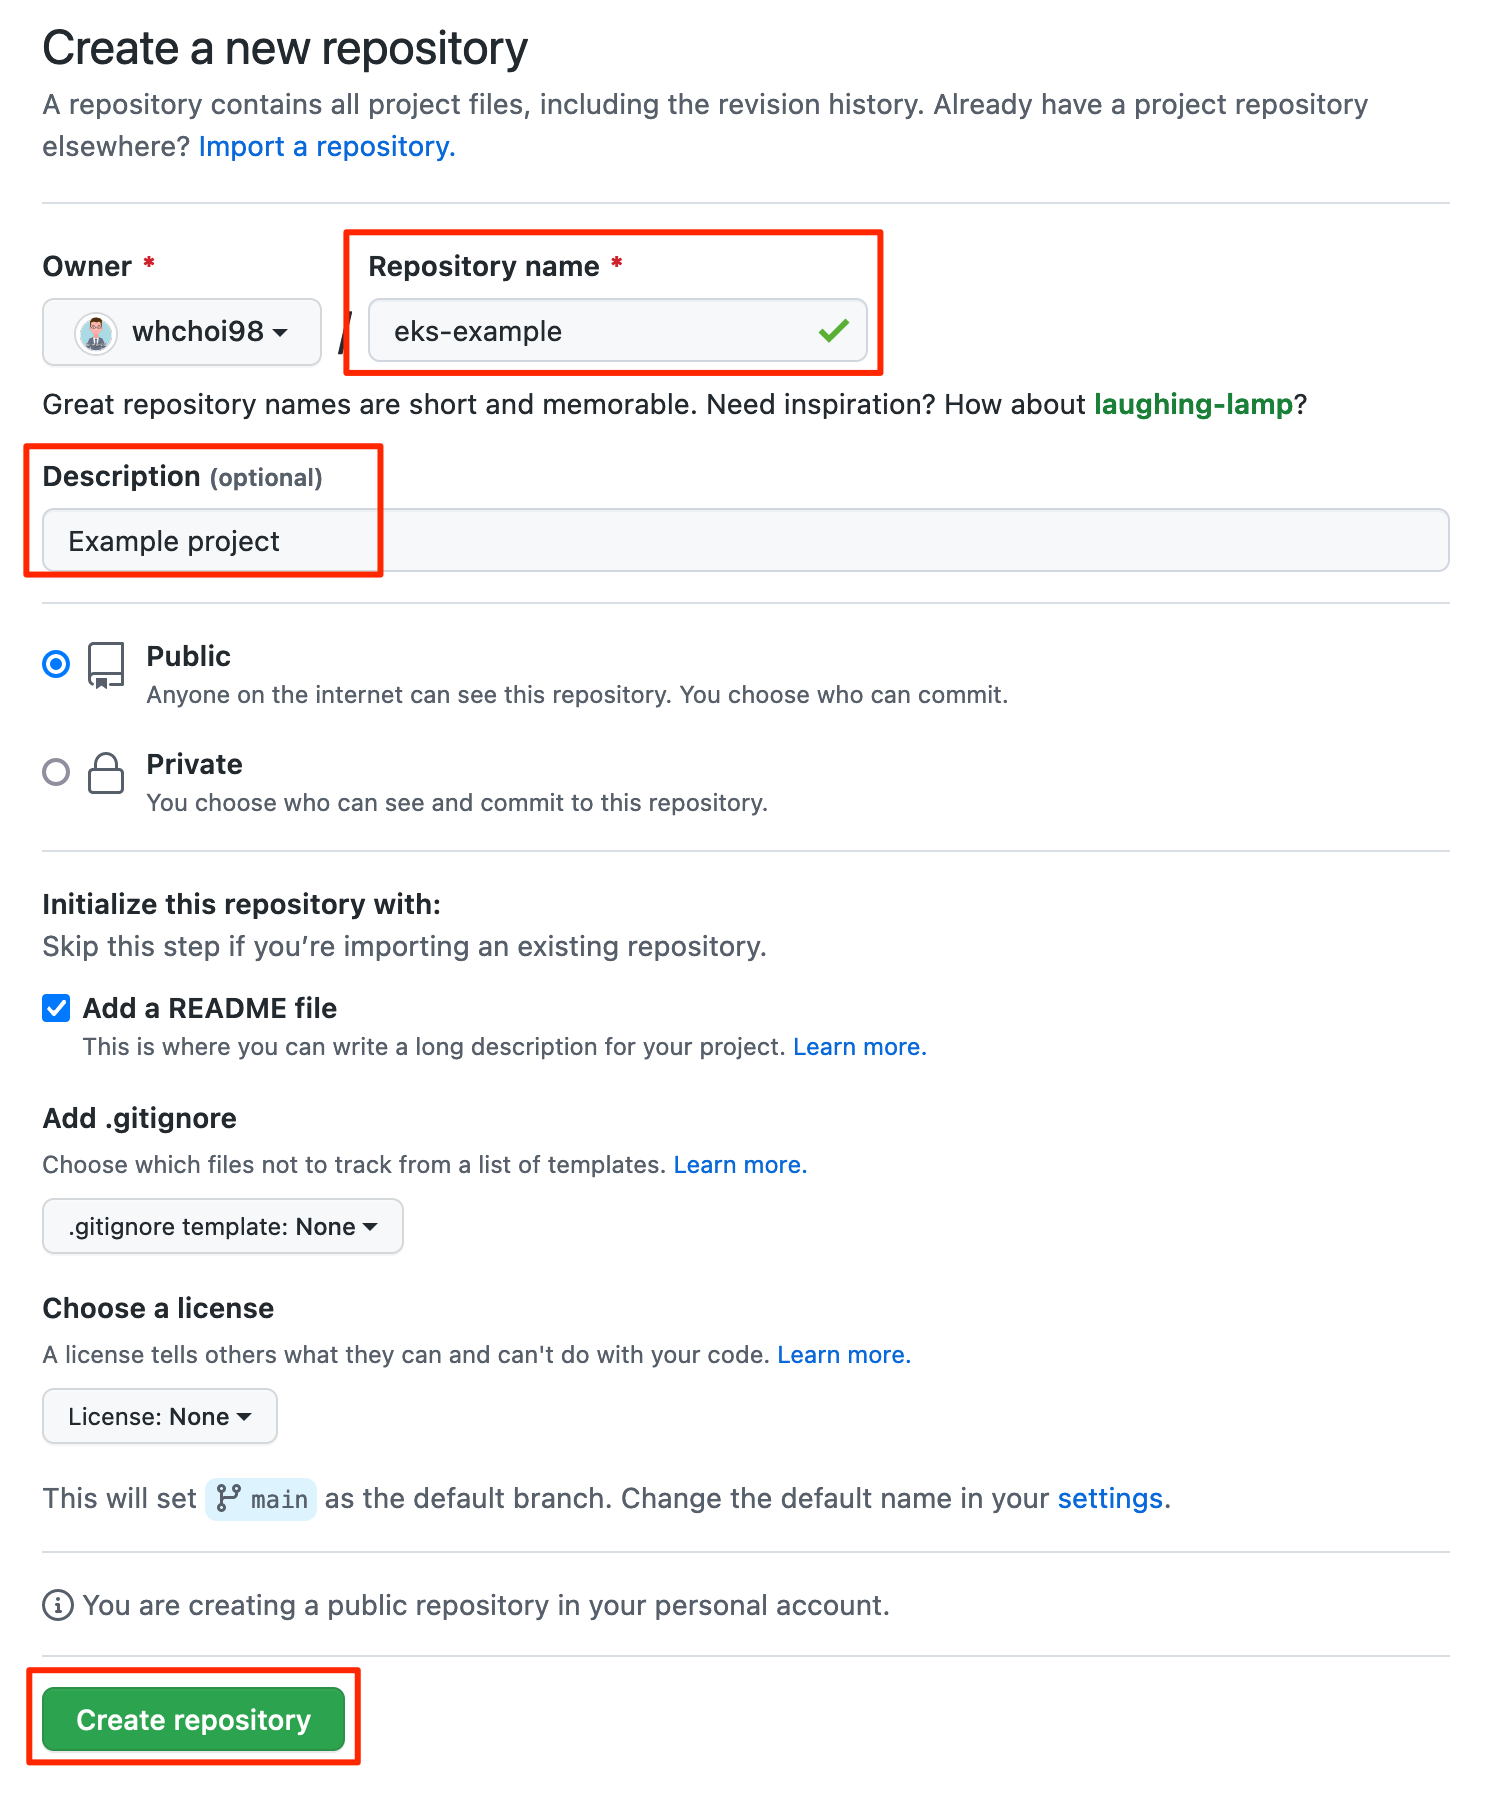 Create a new repository
A repository contains all project files, including the revision history. Already have a project repository
elsewhere? Import a repository.
Owner *
Repository name *
whchoi98
/
eks-example
Great repository names are short and memorable. Need inspiration? How about laughing-lamp?
Description (optional)
Example project
Public
Anyone on the internet can see this repository. You choose who can commit.
Private
You choose who can see and commit to this repository.
Initialize this repository with:
Skip this step if you’re importing an existing repository.
Add a README file
This is where you can write a long description for your project. Learn more.
Add .gitignore
Choose which files not to track from a list of templates. Learn more.
.gitignore template: None
Choose a license
A license tells others what they can and can't do with your code. Learn more.
License: None
This will set main as the default branch. Change the default name in your settings.
You are creating a public repository in your personal account.
Create repository